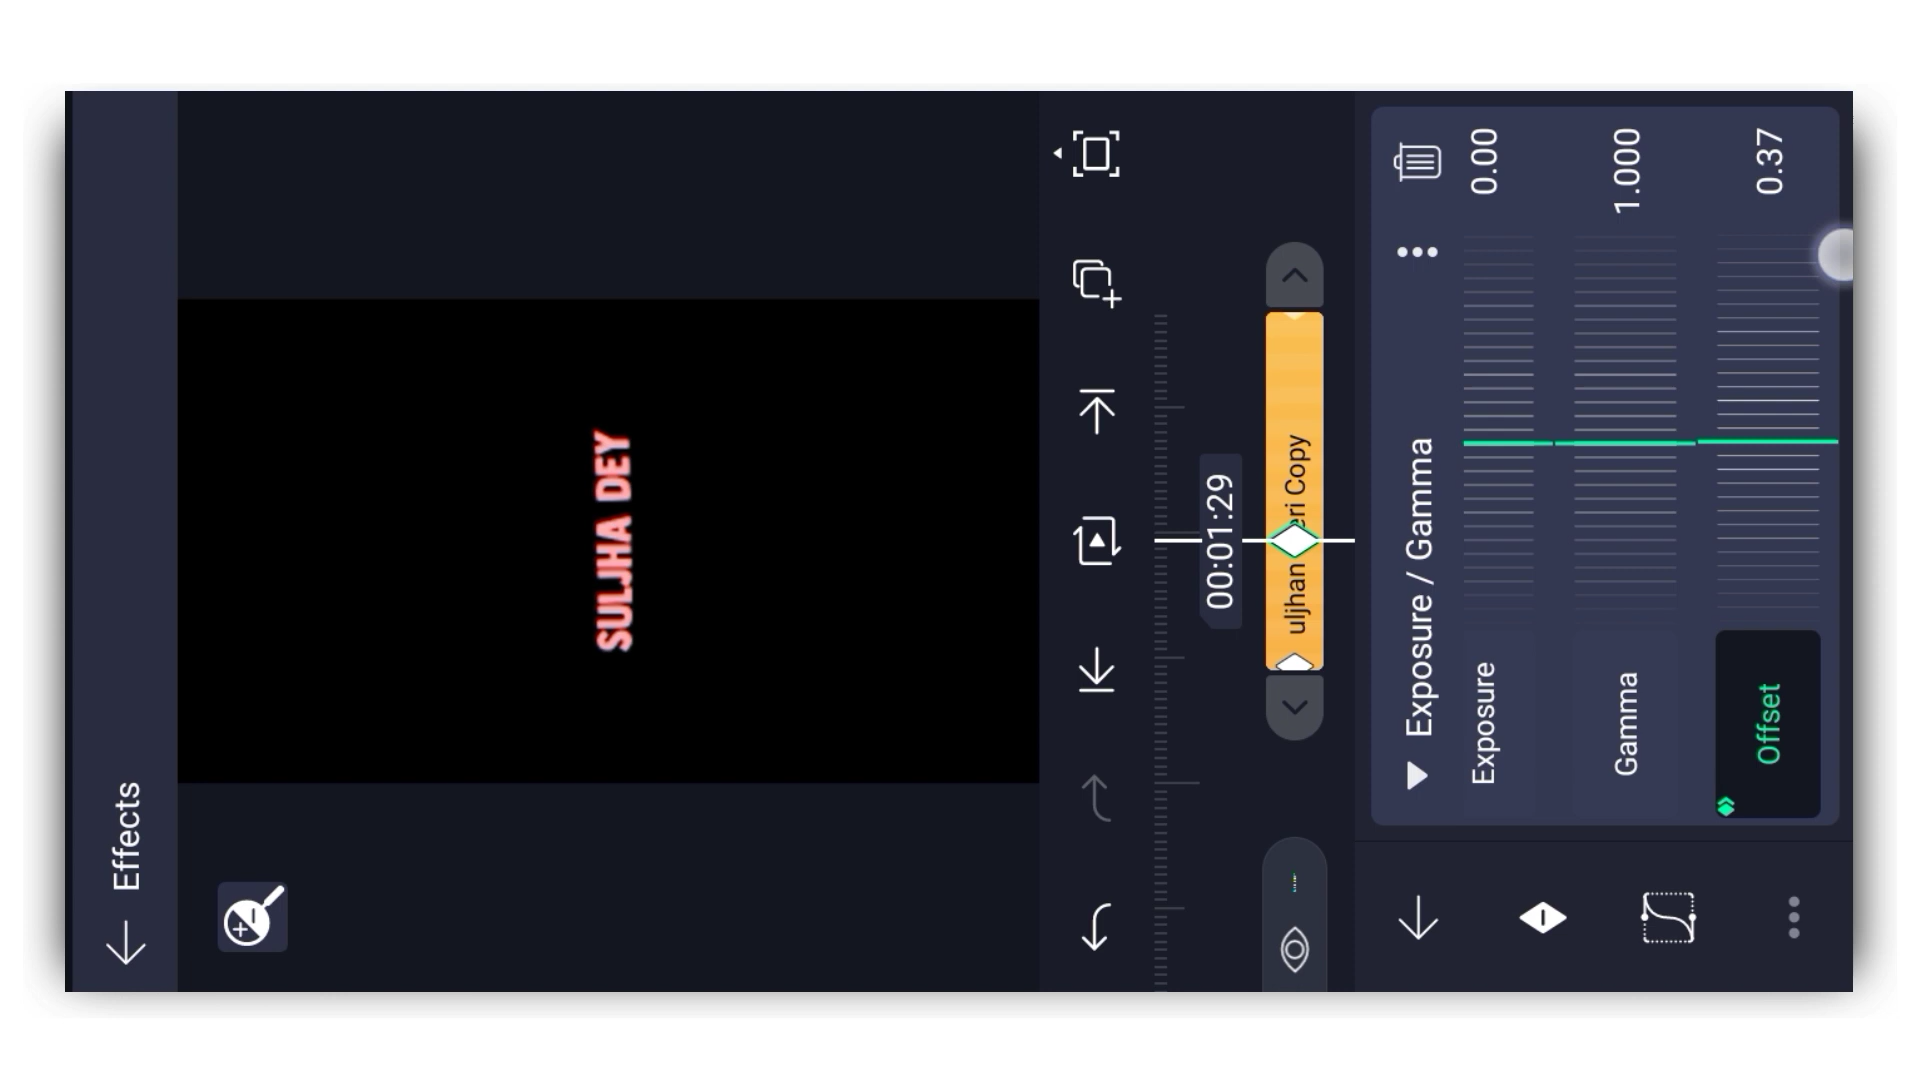 Effects
SULJHA DEY
00:01:29
uljhan
eri Copy
Exposure / Gamma
Exposure
0.00
Gamma
1.000
Offset
0.37